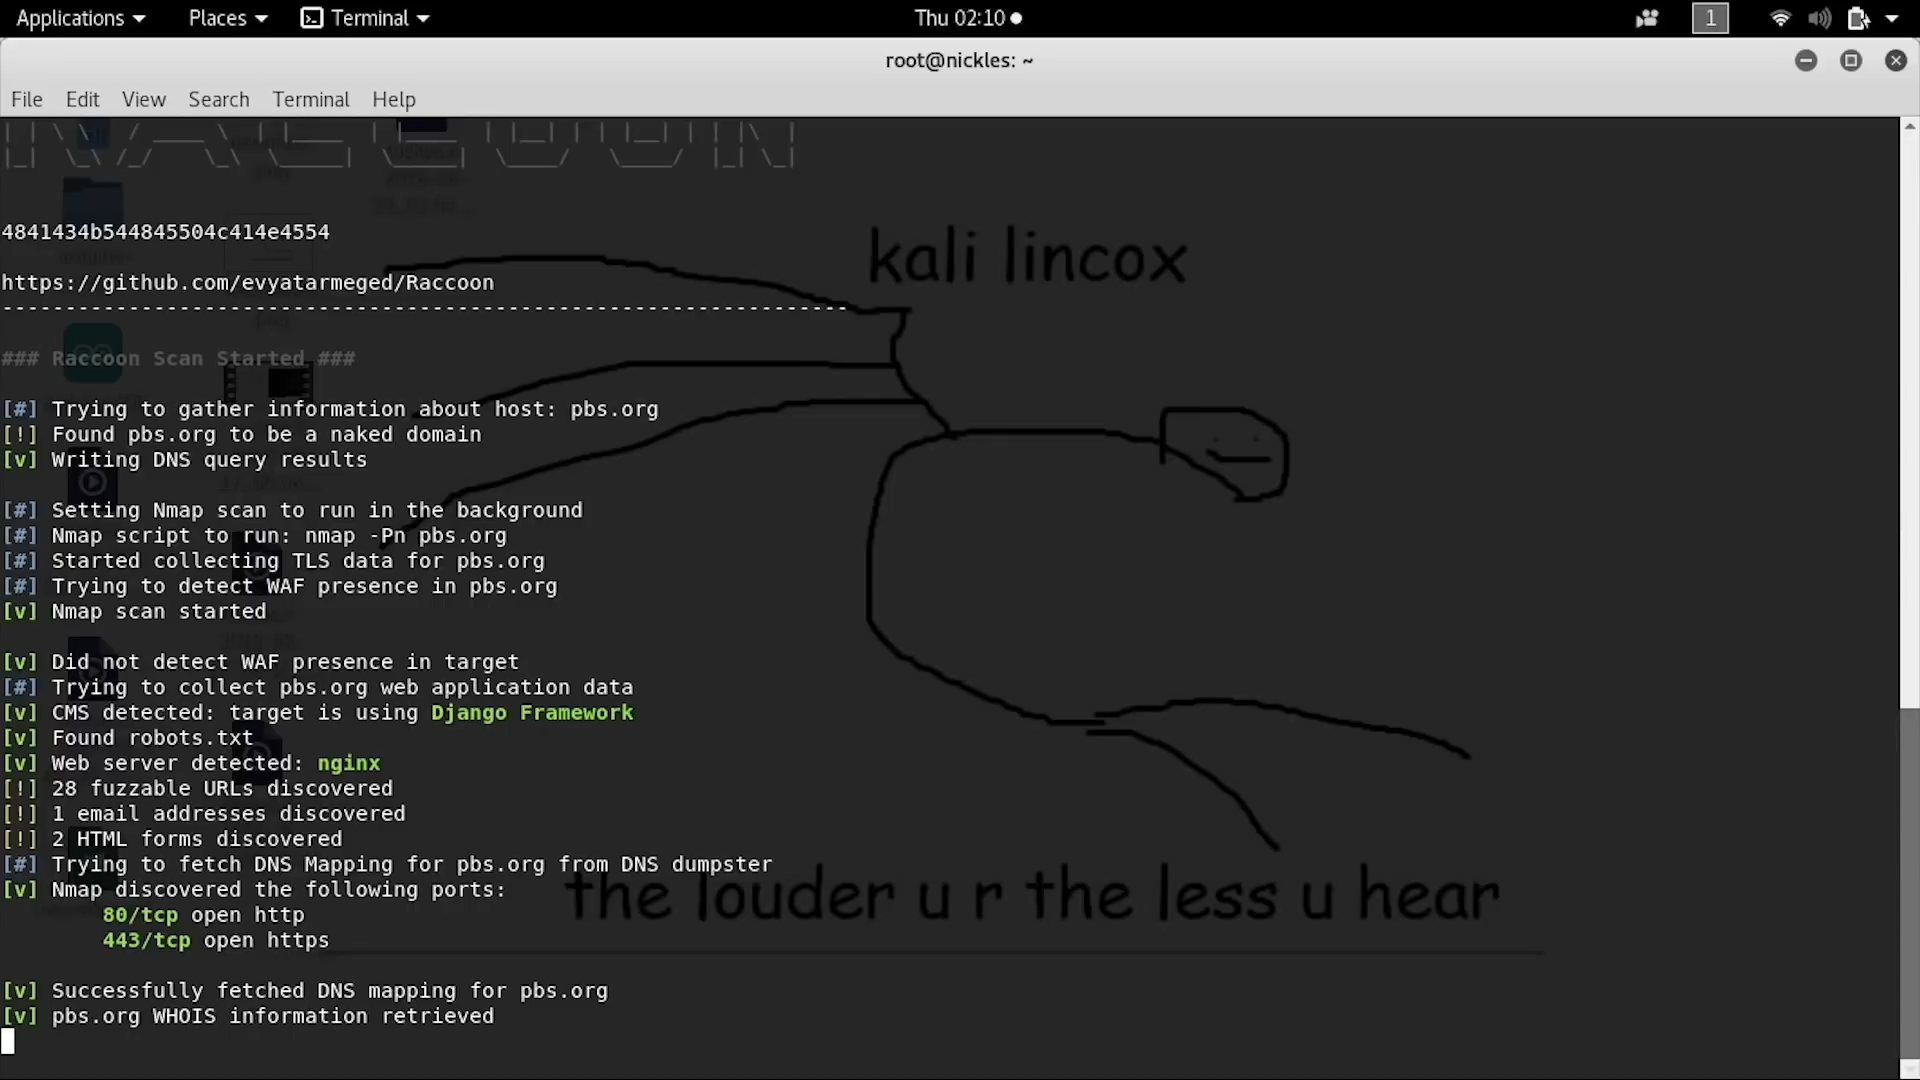 Applications Places Terminal Thu 02:10 1
root@nickles: ~
File Edit View Search Terminal Help
4841434b544845504c414e4554
kali lincox
https://github.com/evyatarmeged/Raccoon
-------------------------------------------------------------------
### Raccoon Scan Started ###
[#] Trying to gather information about host: pbs.org
[!] Found pbs.org to be a naked domain
[v] Writing DNS query results
[#] Setting Nmap scan to run in the background
[#] Nmap script to run: nmap -Pn pbs.org
[#] Started collecting TLS data for pbs.org
[#] Trying to detect WAF presence in pbs.org
[v] Nmap scan started
[v] Did not detect WAF presence in target
[#] Trying to collect pbs.org web application data
[v] CMS detected: target is using Django Framework
[v] Found robots.txt
[v] Web server detected: nginx
[!] 28 fuzzable URLs discovered
[!] 1 email addresses discovered
[!] 2 HTML forms discovered
[#] Trying to fetch DNS Mapping for pbs.org from DNS dumpster
[v] Nmap discovered the following ports:
the louder u r the less u hear
80/tcp open http
443/tcp open https
[v] Successfully fetched DNS mapping for pbs.org
[v] pbs.org WHOIS information retrieved